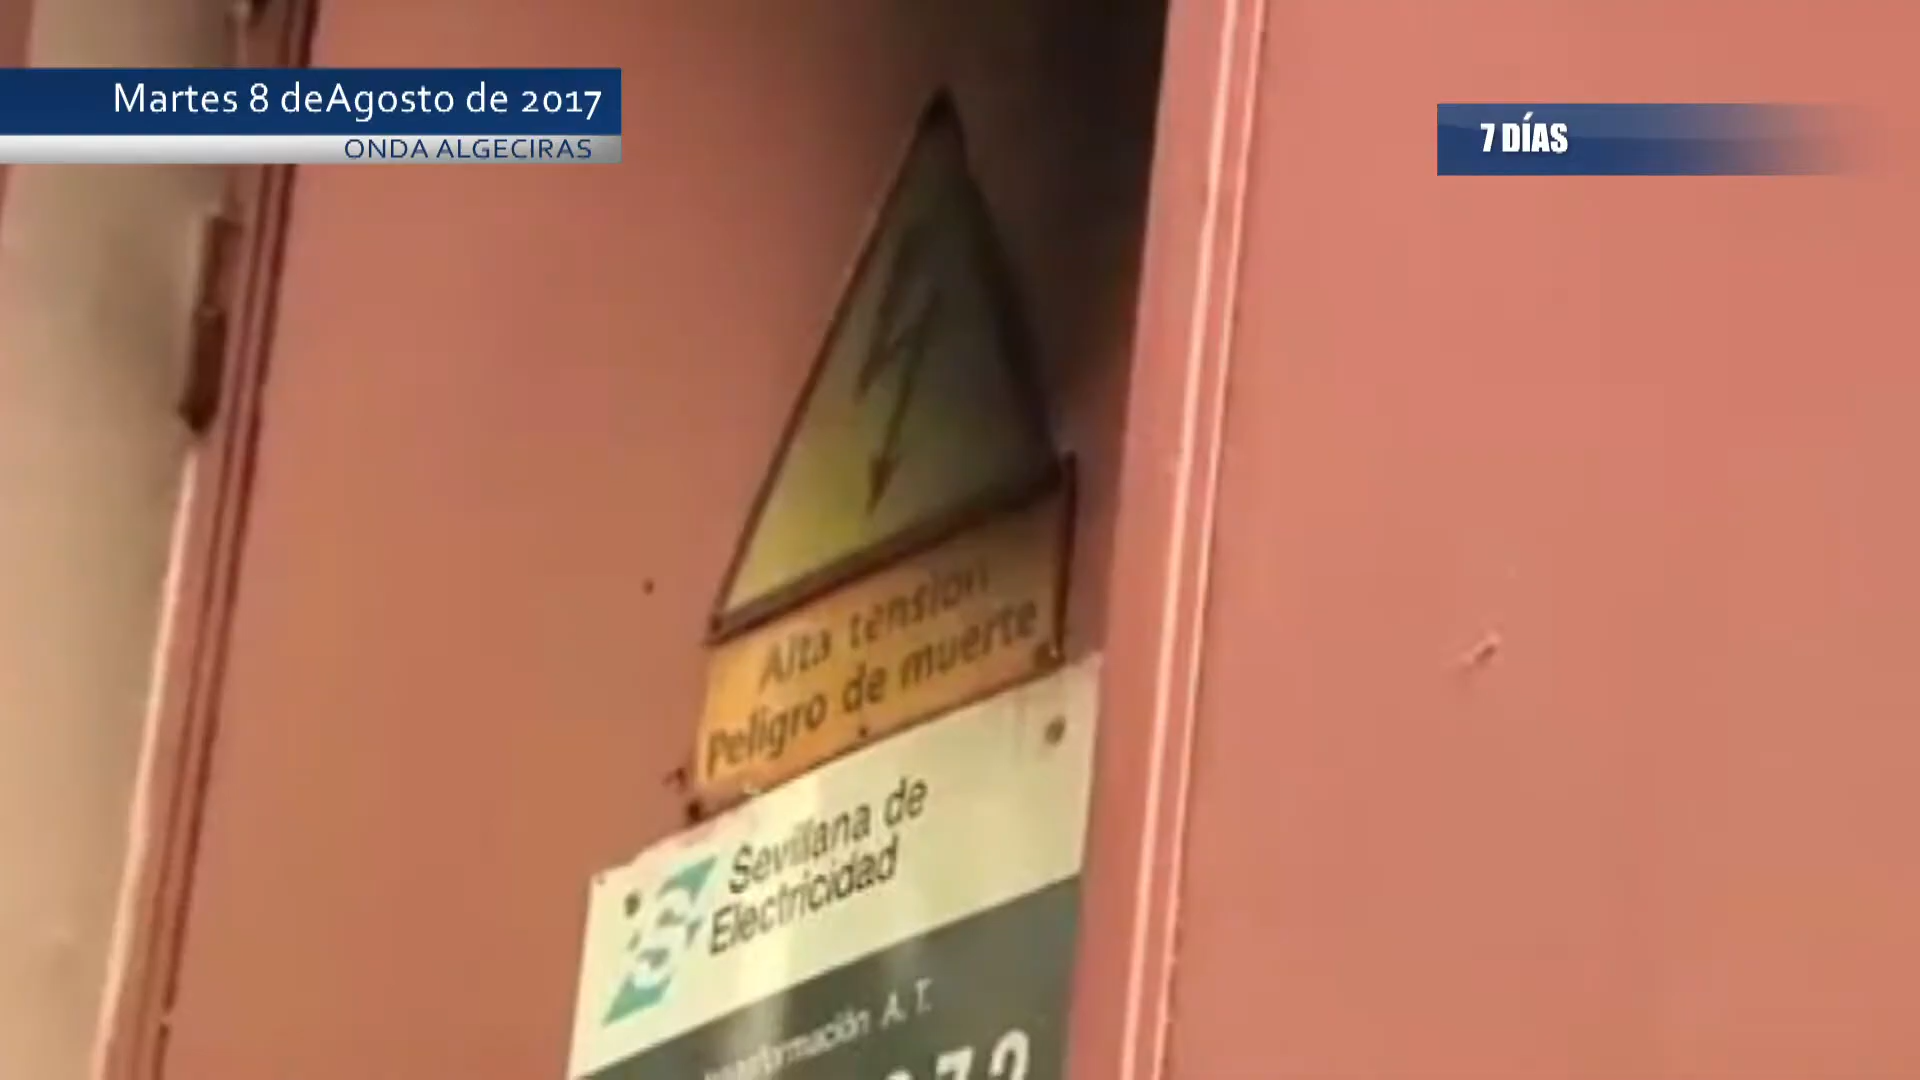 Martes 8 deAgosto de 2017
ONDA ALGECIRAS
7 DÍAS
Alta tensión
Peligro de muerte
Sevillana de
Electricidad
A. T.